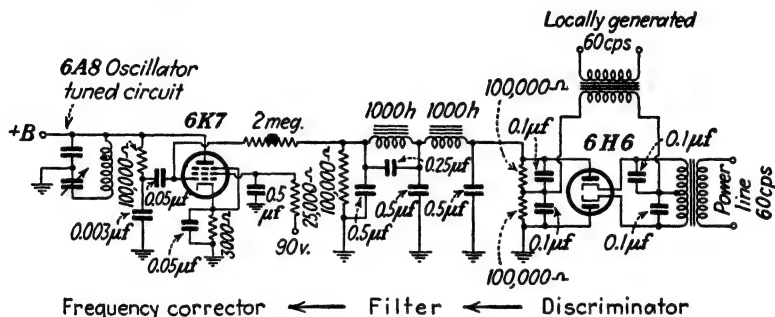 Locally generated
60cps
6A8 Oscillator
tuned circuit
+B
6K7
2 meg.
1000h
1000h
100,000Ω
0.1μf
6H6
0.1μf
100,000Ω
0.05μf
0.003μf
0.05μf
3000Ω
0.5
μf
25,000Ω
90v.
100,000Ω
0.25μf
0.5μf
0.5μf
0.5μf
0.1μf
100,000Ω
0.1μf
Power
line
60cps
Frequency corrector ← Filter ← Discriminator